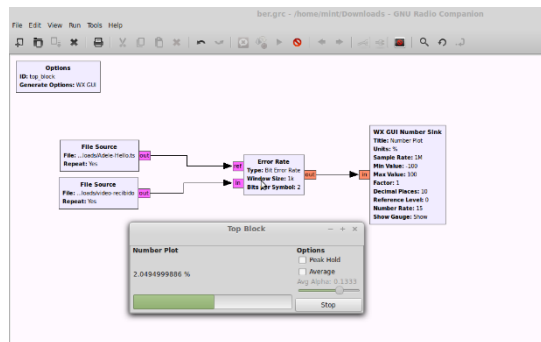 ber.grc - /home/mint/Downloads - GNU Radio Companion
File Edit View Run Tools Help
Options
ID: top_block
Generate Options: WX GUI
File Source
File: ...loads/Adele-Hello.ts
Repeat: Yes
out
File Source
File: ...loads/video-recibido
Repeat: Yes
out
ref
in
Error Rate
Type: Bit Error Rate
Window Size: 1k
Bits per Symbol: 2
out
in
WX GUI Number Sink
Title: Number Plot
Units: %
Sample Rate: 1M
Min Value: -100
Max Value: 100
Factor: 1
Decimal Places: 10
Reference Level: 0
Number Rate: 15
Show Gauge: Show
Top Block
Number Plot
2.0494999886 %
Options
Peak Hold
Average
Avg Alpha: 0.1333
Stop